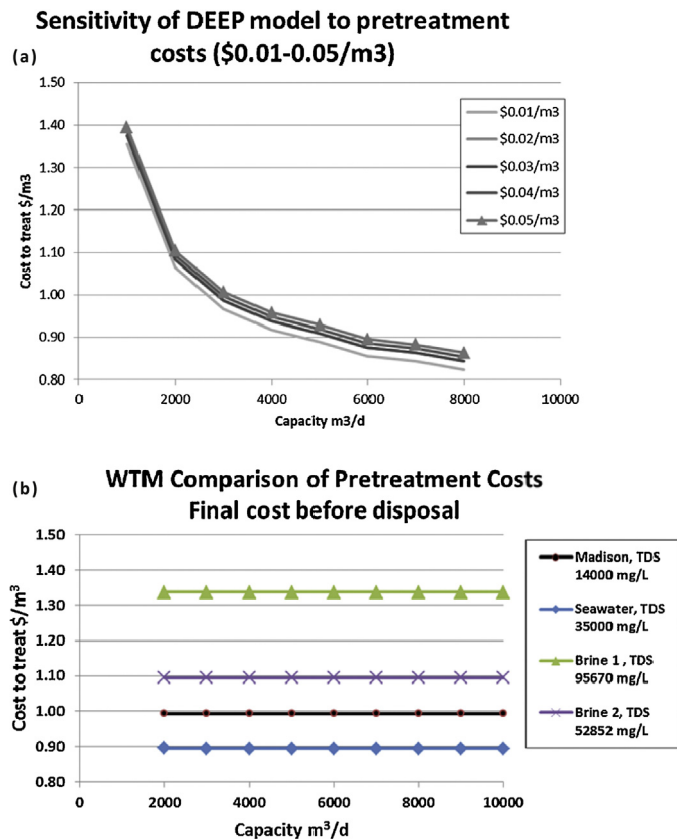 Sensitivity of DEEP model to pretreatment
(a)
costs ($0.01-0.05/m3)
1.50
1.40
1.30
1.20
1.10
1.00
0.90
0.80
Cost to treat $/m3
$0.01/m3
$0.02/m3
$0.03/m3
$0.04/m3
$0.05/m3
0 2000 4000 6000 8000 10000
Capacity m3/d
(b)
WTM Comparison of Pretreatment Costs
Final cost before disposal
1.50
1.40
1.30
1.20
1.10
1.00
0.90
0.80
Cost to treat $/m³
Madison, TDS
14000 mg/L
Seawater, TDS
35000 mg/L
Brine 1 , TDS
95670 mg/L
Brine 2, TDS
52852 mg/L
0 2000 4000 6000 8000 10000
Capacity m³/d